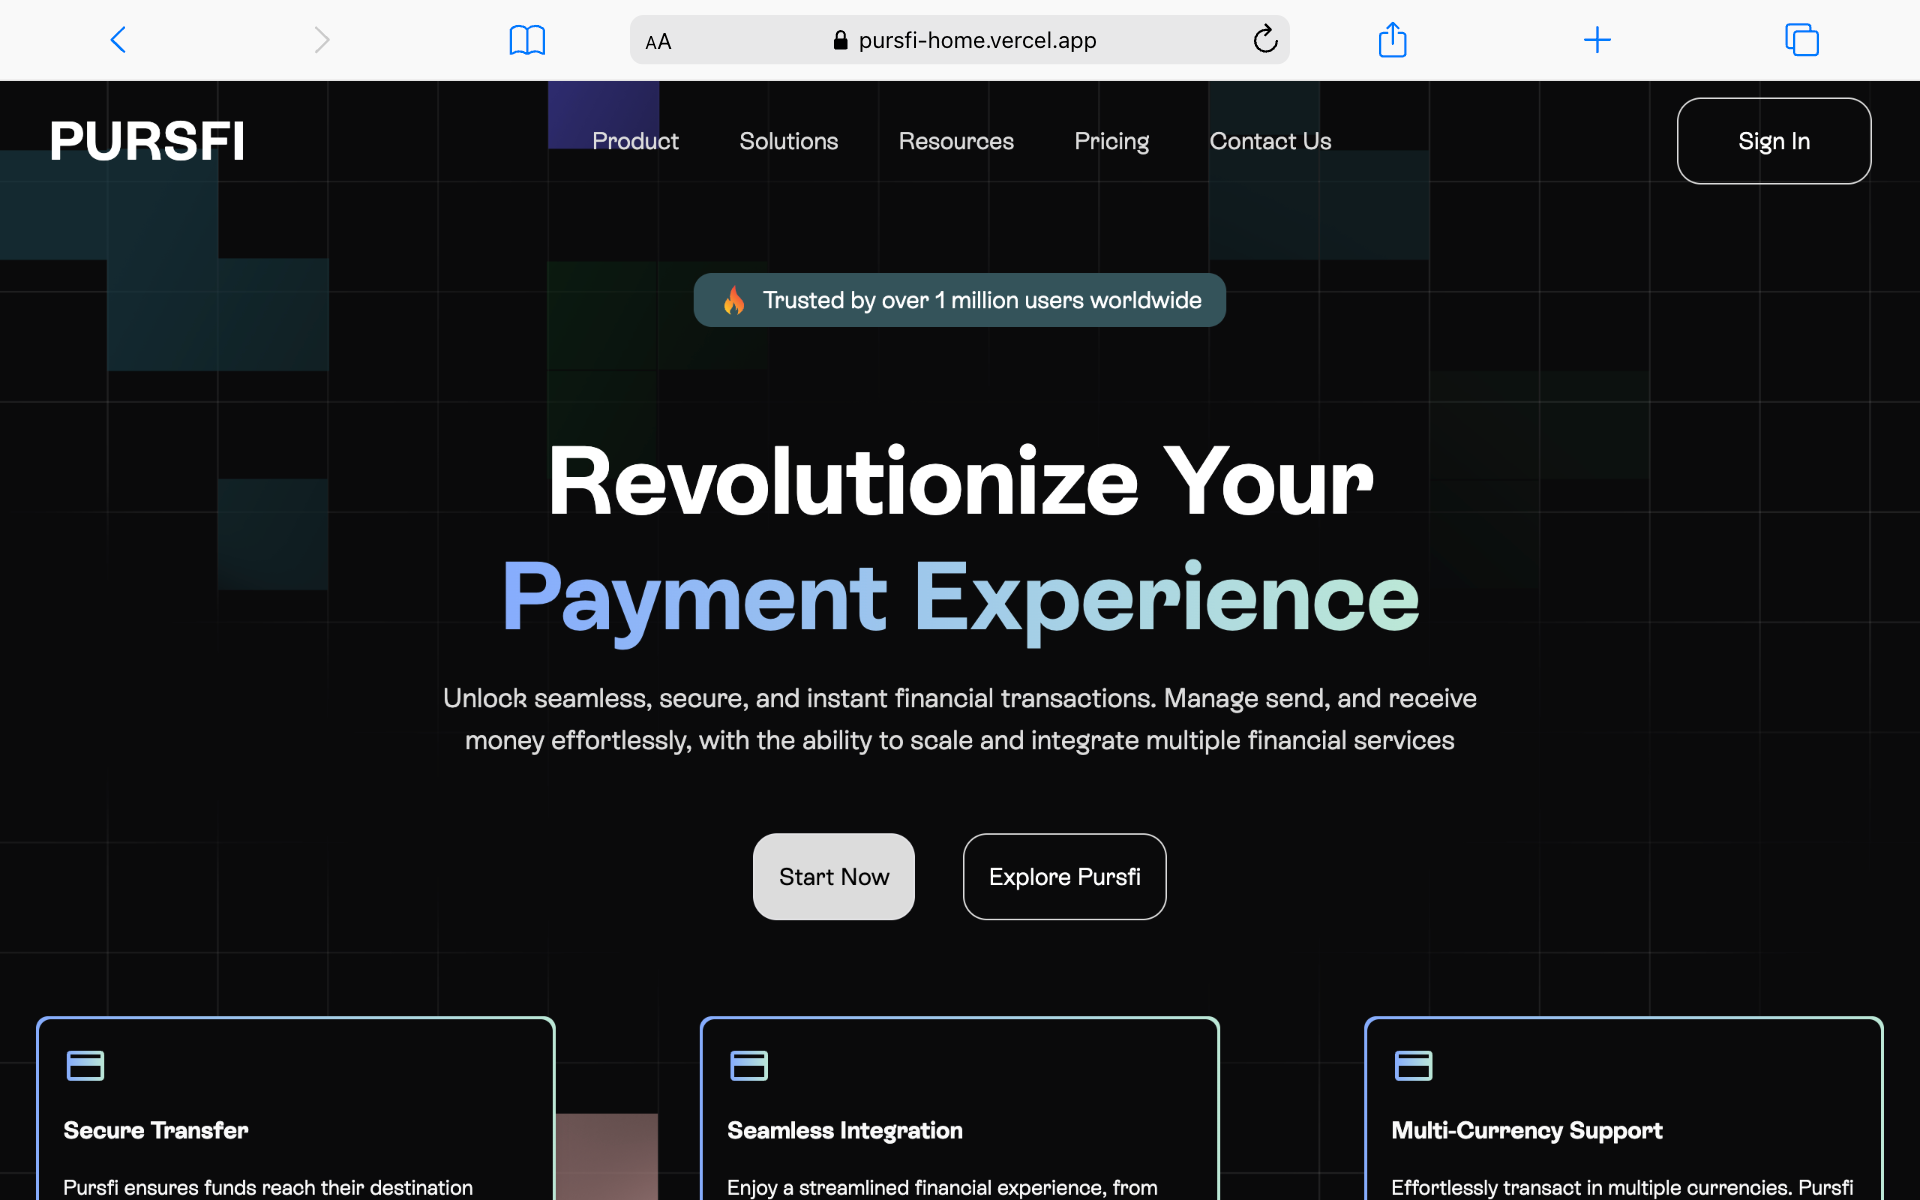 AA
pursfi-home.vercel.app
PURSFI
Product
Solutions
Resources
Pricing
Contact Us
Sign In
🔥 Trusted by over 1 million users worldwide
Revolutionize Your
Payment Experience
Unlock seamless, secure, and instant financial transactions. Manage send, and receive
money effortlessly, with the ability to scale and integrate multiple financial services
Start Now
Explore Pursfi
Secure Transfer
Pursfi ensures funds reach their destination
Seamless Integration
Enjoy a streamlined financial experience, from
Multi-Currency Support
Effortlessly transact in multiple currencies. Pursfi